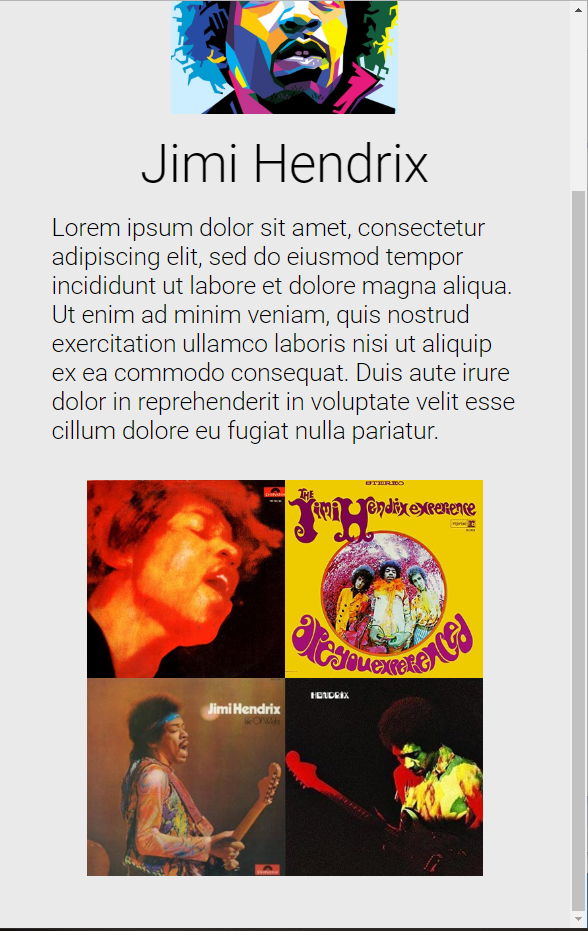 Jimi Hendrix
Lorem ipsum dolor sit amet, consectetur
adipiscing elit, sed do eiusmod tempor
incididunt ut labore et dolore magna aliqua.
Ut enim ad minim veniam, quis nostrud
exercitation ullamco laboris nisi ut aliquip
ex ea commodo consequat. Duis aute irure
dolor in reprehenderit in voluptate velit esse
cillum dolore eu fugiat nulla pariatur.
STEREO
THE
Jimi Hendrix experience
are you experienced
Jimi Hendrix
Isle Of Wight
HENDRIX